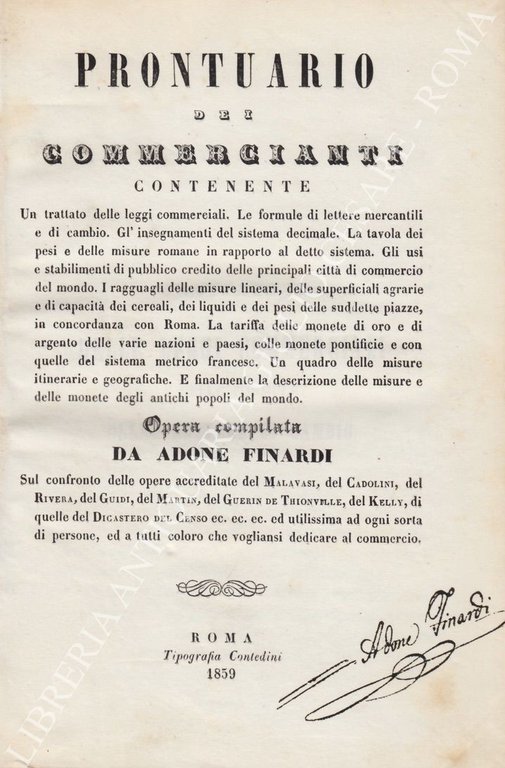 PRONTUARIO
DEI
COMMERCIANTI
CONTENENTE
Un trattato delle leggi commerciali. Le formule di lettere mercantili
e di cambio. Gl' insegnamenti del sistema decimale. La tavola dei
pesi e delle misure romane in rapporto al detto sistema. Gli usi
e stabilimenti di pubblico credito delle principali città di commercio
del mondo. I ragguagli delle misure lineari, delle superficiali agrarie
e di capacità dei cereali, dei liquidi e dei pesi delle suddette piazze,
in concordanza con Roma. La tariffa delle monete di oro e di
argento delle varie nazioni e paesi, colle monete pontificie e con
quelle del sistema metrico francese. Un quadro delle misure
itinerarie e geografiche. E finalmente la descrizione delle misure e
delle monete degli antichi popoli del mondo.
Opera compilata
DA ADONE FINARDI
Sul confronto delle opere accreditate del MALAVASI, del CADOLINI, del
RIVERA, del GUIDI, del MARTIN, del GUERIN DE THIONVILLE, del KELLY, di
quelle del DICASTERO DEL CENSO ec. ec. ec. ed utilissima ad ogni sorta
di persone, ed a tutti coloro che vogliansi dedicare al commercio.
ROMA
Tipografia Contedini
1839
Adone Finardi